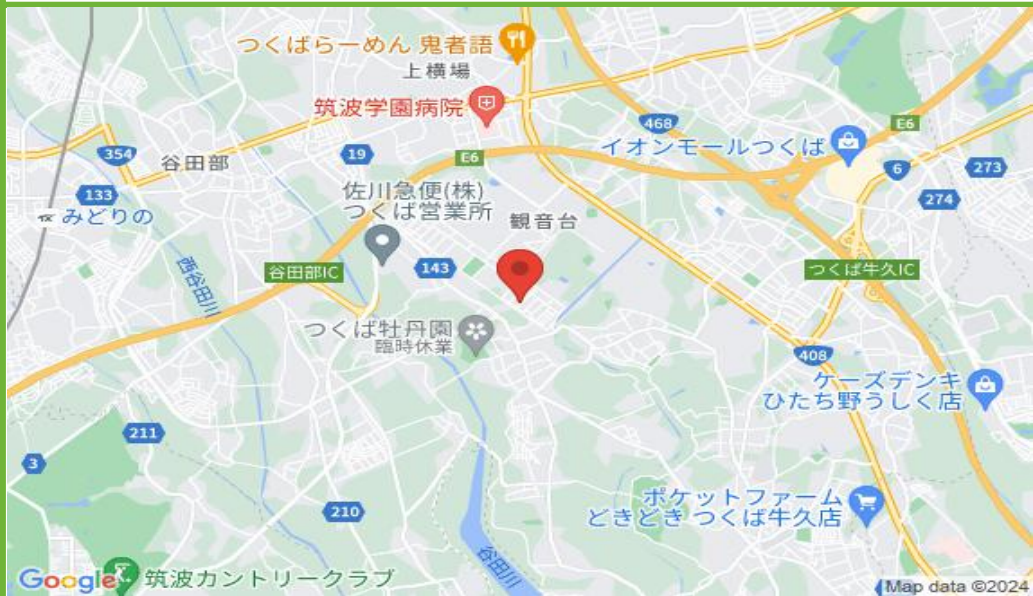 つくばらーめん 鬼者語
上横場
筑波学園病院
468
E6
イオンモールつくば
354
谷田部
19
E6
6
273
133
佐川急便(株)
つくば営業所
274
みどりの
観音台
西谷田川
谷田部IC
143
つくば牛久IC
つくば牡丹園
臨時休業
408
ケーズデンキ
ひたち野うしく店
211
3
ポケットファーム
どきどき つくば牛久店
210
谷田川
Google
筑波カントリークラブ
Map data ©2024